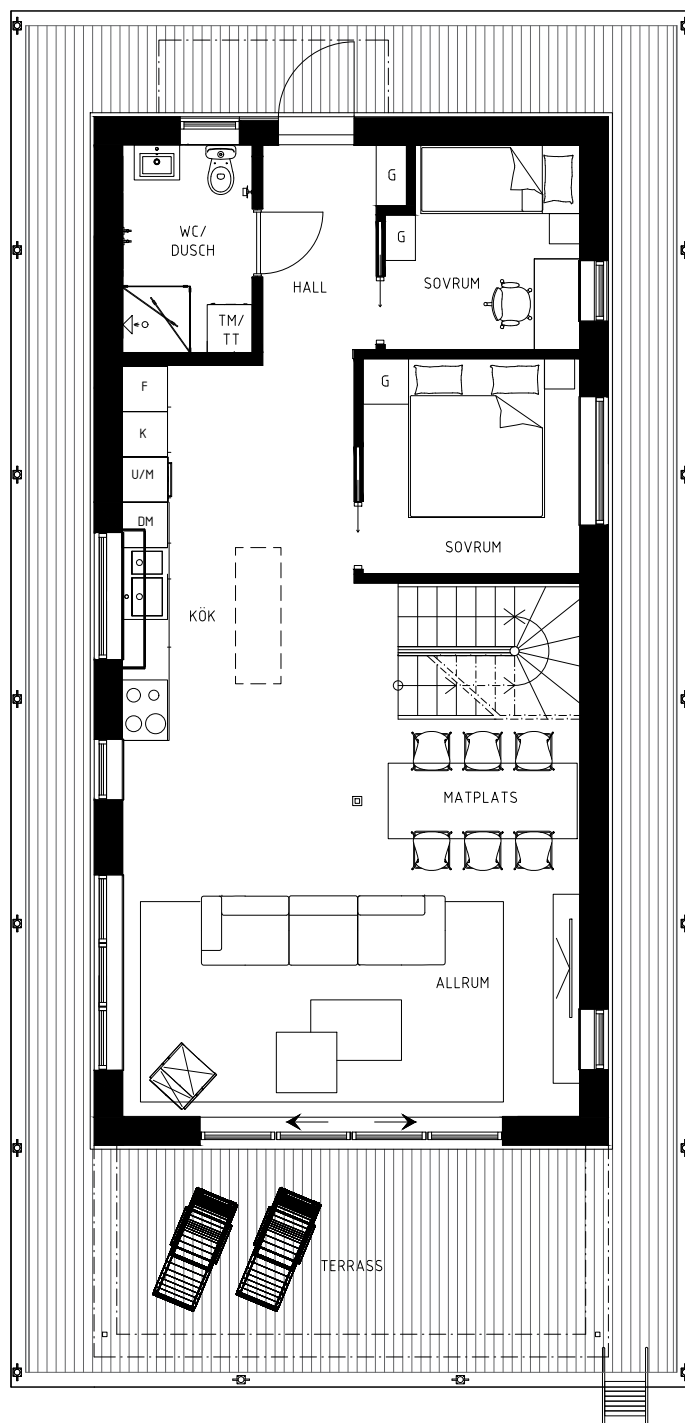 G
WC/
DUSCH
G
SOVRUM
HALL
TM/
TT
F
G
K
U/M
DM
SOVRUM
KÖK
MATPLATS
ALLRUM
TERRASS